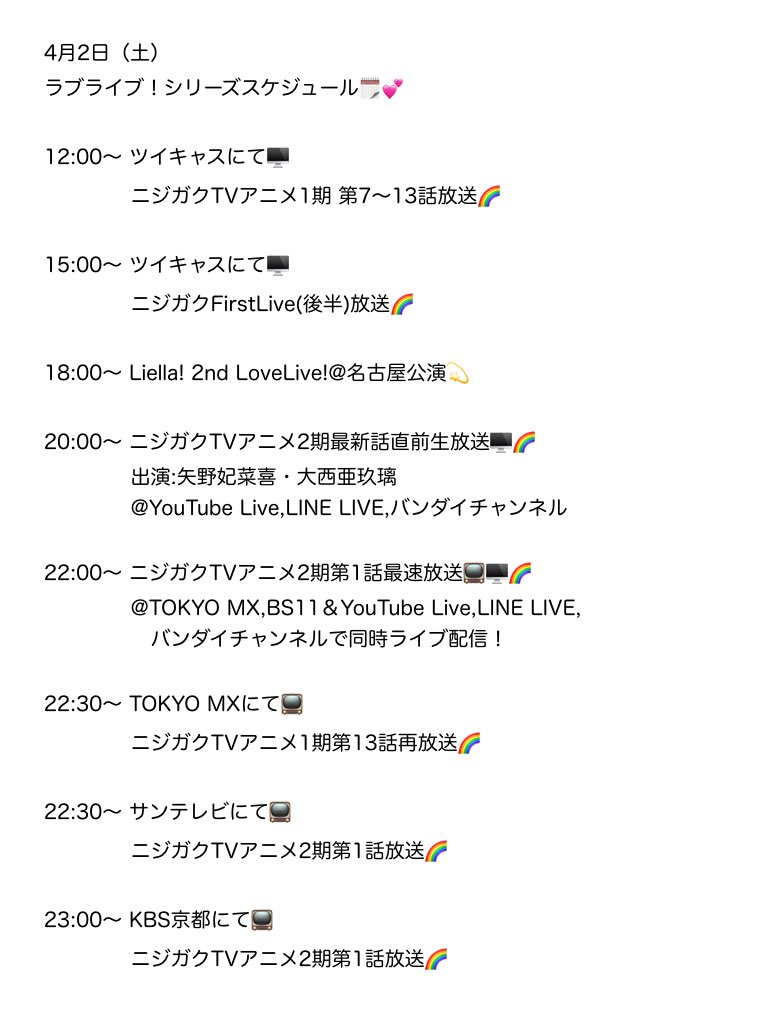 4月2日（土）
ラブライブ！シリーズスケジュール🗓💕
12:00〜 ツイキャスにて🖥
ニジガクTVアニメ1期 第7〜13話放送🌈
15:00〜 ツイキャスにて🖥
ニジガクFirstLive(後半)放送🌈
18:00〜 Liella! 2nd LoveLive!@名古屋公演💫
20:00〜 ニジガクTVアニメ2期最新話直前生放送🖥🌈
出演:矢野妃菜喜・大西亜玖璃
@YouTube Live,LINE LIVE,バンダイチャンネル
22:00〜 ニジガクTVアニメ2期第1話最速放送📺🖥🌈
@TOKYO MX,BS11＆YouTube Live,LINE LIVE,
バンダイチャンネルで同時ライブ配信！
22:30〜 TOKYO MXにて📺
ニジガクTVアニメ1期第13話再放送🌈
22:30〜 サンテレビにて📺
ニジガクTVアニメ2期第1話放送🌈
23:00〜 KBS京都にて📺
ニジガクTVアニメ2期第1話放送🌈